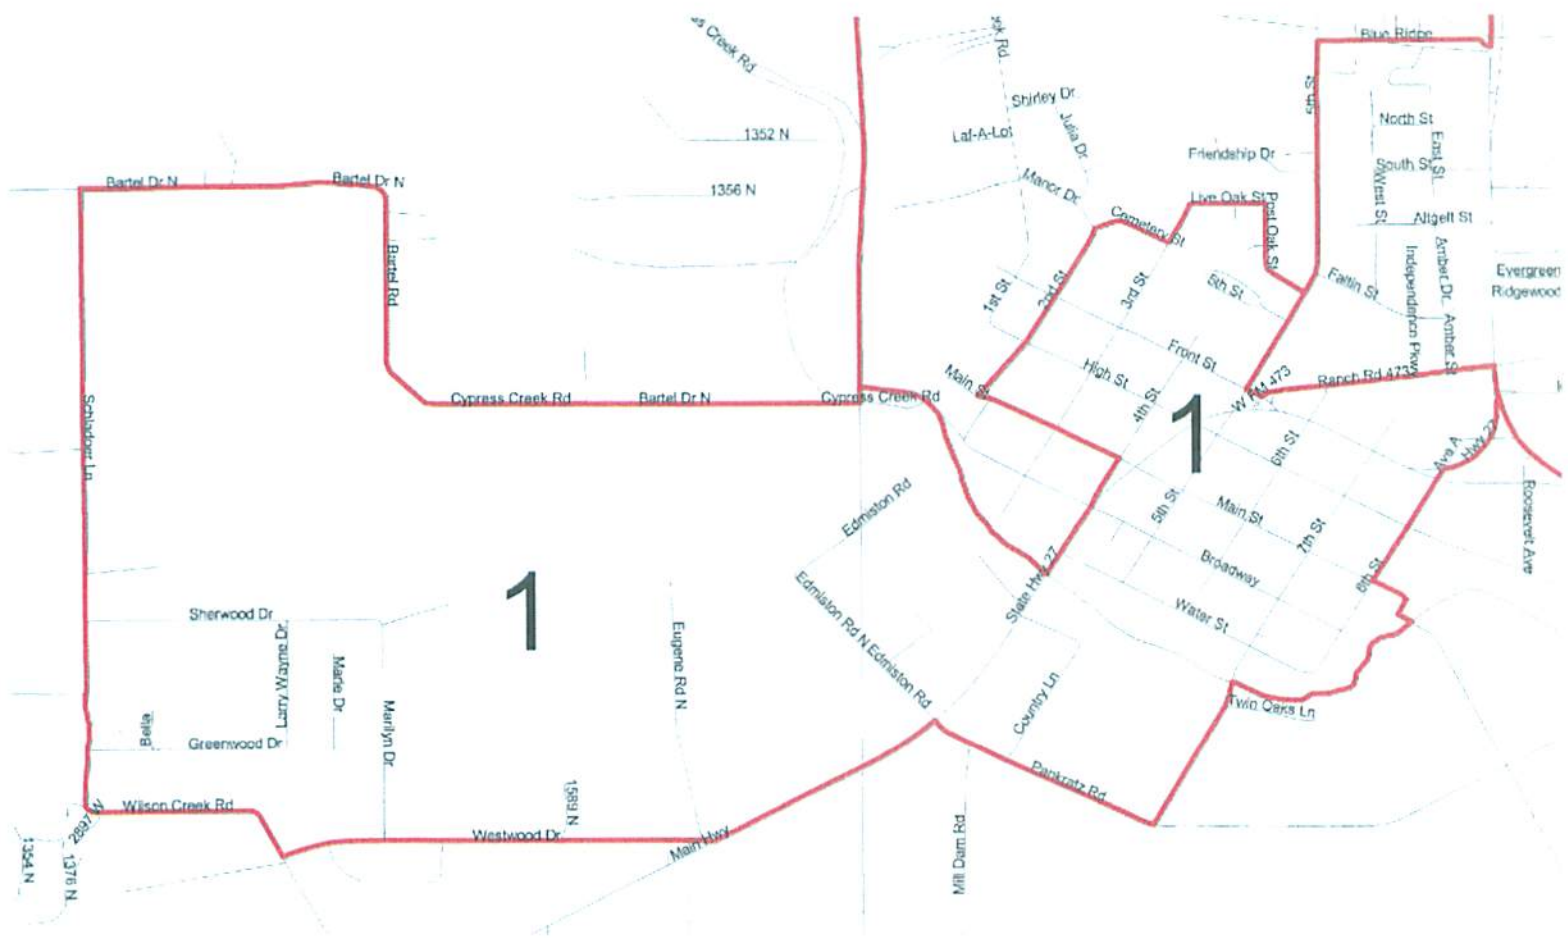 s Creek Rd
ek Rd
Blue Ridge
5th St
Shirley Dr
Julia Dr
Laf-A-Lot
1352 N
North St
East St
Friendship Dr
South St
West St
Bartel Dr N
Bartel Dr N
1356 N
Manor Dr
Live Oak St
Post Oak St
Cemetery St
Altgelt St
Bartel Rd
1st St
2nd St
3rd St
5th St
Faltin St
Independence Pkwy
Amber Dr
Amber St
Evergreen
Ridgewood
Front St
High St
Main St
W FM 473
Ranch Rd 473
Schladoer Ln
Cypress Creek Rd
Bartel Dr N
Cypress Creek Rd
4th St
1
6th St
Ave A
Hwy 27
Edmiston Rd
5th St
Main St
7th St
Roosevelt Ave
Broadway
8th St
Edmiston Rd N
Edmiston Rd
State Hwy 27
Water St
1
Sherwood Dr
Larry Wayne Dr
Marie Dr
Marilyn Dr
Eugene Rd N
Country Ln
Twin Oaks Ln
Bella
Greenwood Dr
Pankratz Rd
Wilson Creek Rd
1589 N
Westwood Dr
Main Hwy
Mill Dam Rd
2897 W
1354 N
1376 N